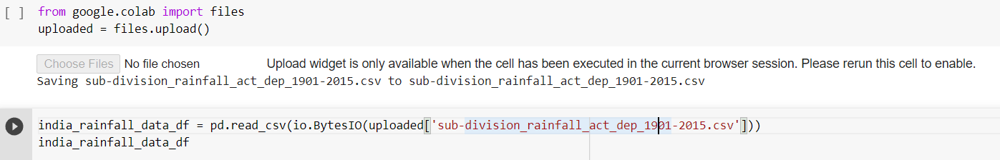 [ ] from google.colab import files
uploaded = files.upload()
Choose Files No file chosen Upload widget is only available when the cell has been executed in the current browser session. Please rerun this cell to enable.
Saving sub-division_rainfall_act_dep_1901-2015.csv to sub-division_rainfall_act_dep_1901-2015.csv
india_rainfall_data_df = pd.read_csv(io.BytesIO(uploaded['sub-division_rainfall_act_dep_1901-2015.csv']))
india_rainfall_data_df